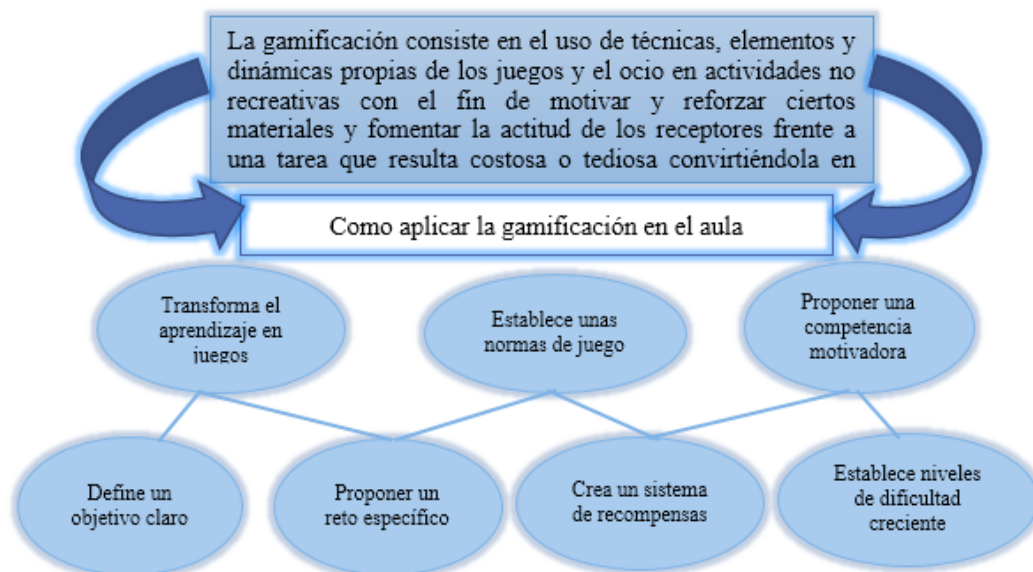 La gamificación consiste en el uso de técnicas, elementos y
dinámicas propias de los juegos y el ocio en actividades no
recreativas con el fin de motivar y reforzar ciertos
materiales y fomentar la actitud de los receptores frente a
una tarea que resulta costosa o tediosa convirtiéndola en
Como aplicar la gamificación en el aula
Transforma el
aprendizaje en
juegos
Establece unas
normas de juego
Proponer una
competencia
motivadora
Define un
objetivo claro
Proponer un
reto específico
Crea un sistema
de recompensas
Establece niveles
de dificultad
creciente